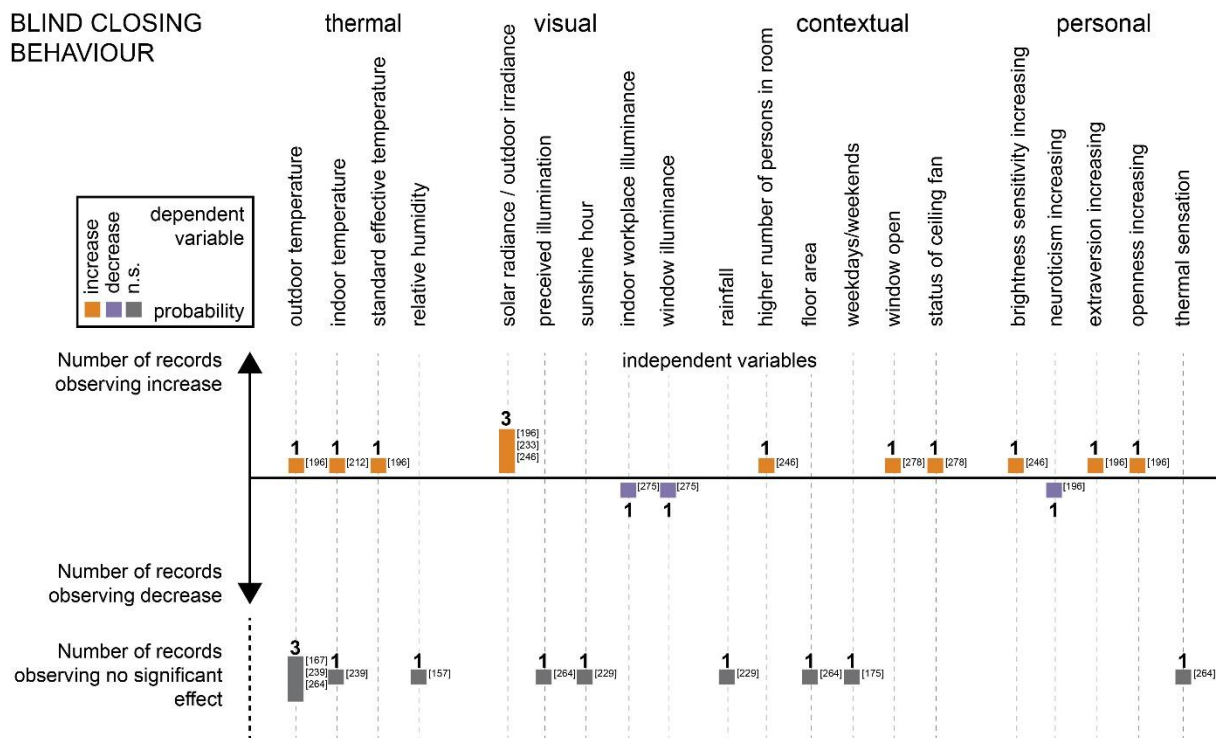 BLIND CLOSING
BEHAVIOUR
thermal
visual
contextual
personal
outdoor temperature
indoor temperature
standard effective temperature
relative humidity
solar radiance / outdoor irradiance
preceived illumination
sunshine hour
indoor workplace illuminance
window illuminance
rainfall
higher number of persons in room
floor area
weekdays/weekends
window open
status of ceiling fan
brightness sensitivity increasing
neuroticism increasing
extraversion increasing
openness increasing
thermal sensation
dependent
variable
increase
decrease
n.s.
probability
Number of records
observing increase
independent variables
1 [196]
1 [212]
1 [196]
3 [196]
[233]
[246]
1 [246]
1 [278]
1 [278]
1 [246]
1 [196]
1 [196]
[275] 1
[275] 1
[196] 1
Number of records
observing decrease
Number of records
observing no significant
effect
3 [167]
[239]
[264]
1 [239]
1 [157]
1 [264]
1 [229]
1 [229]
1 [264]
1 [175]
1 [264]